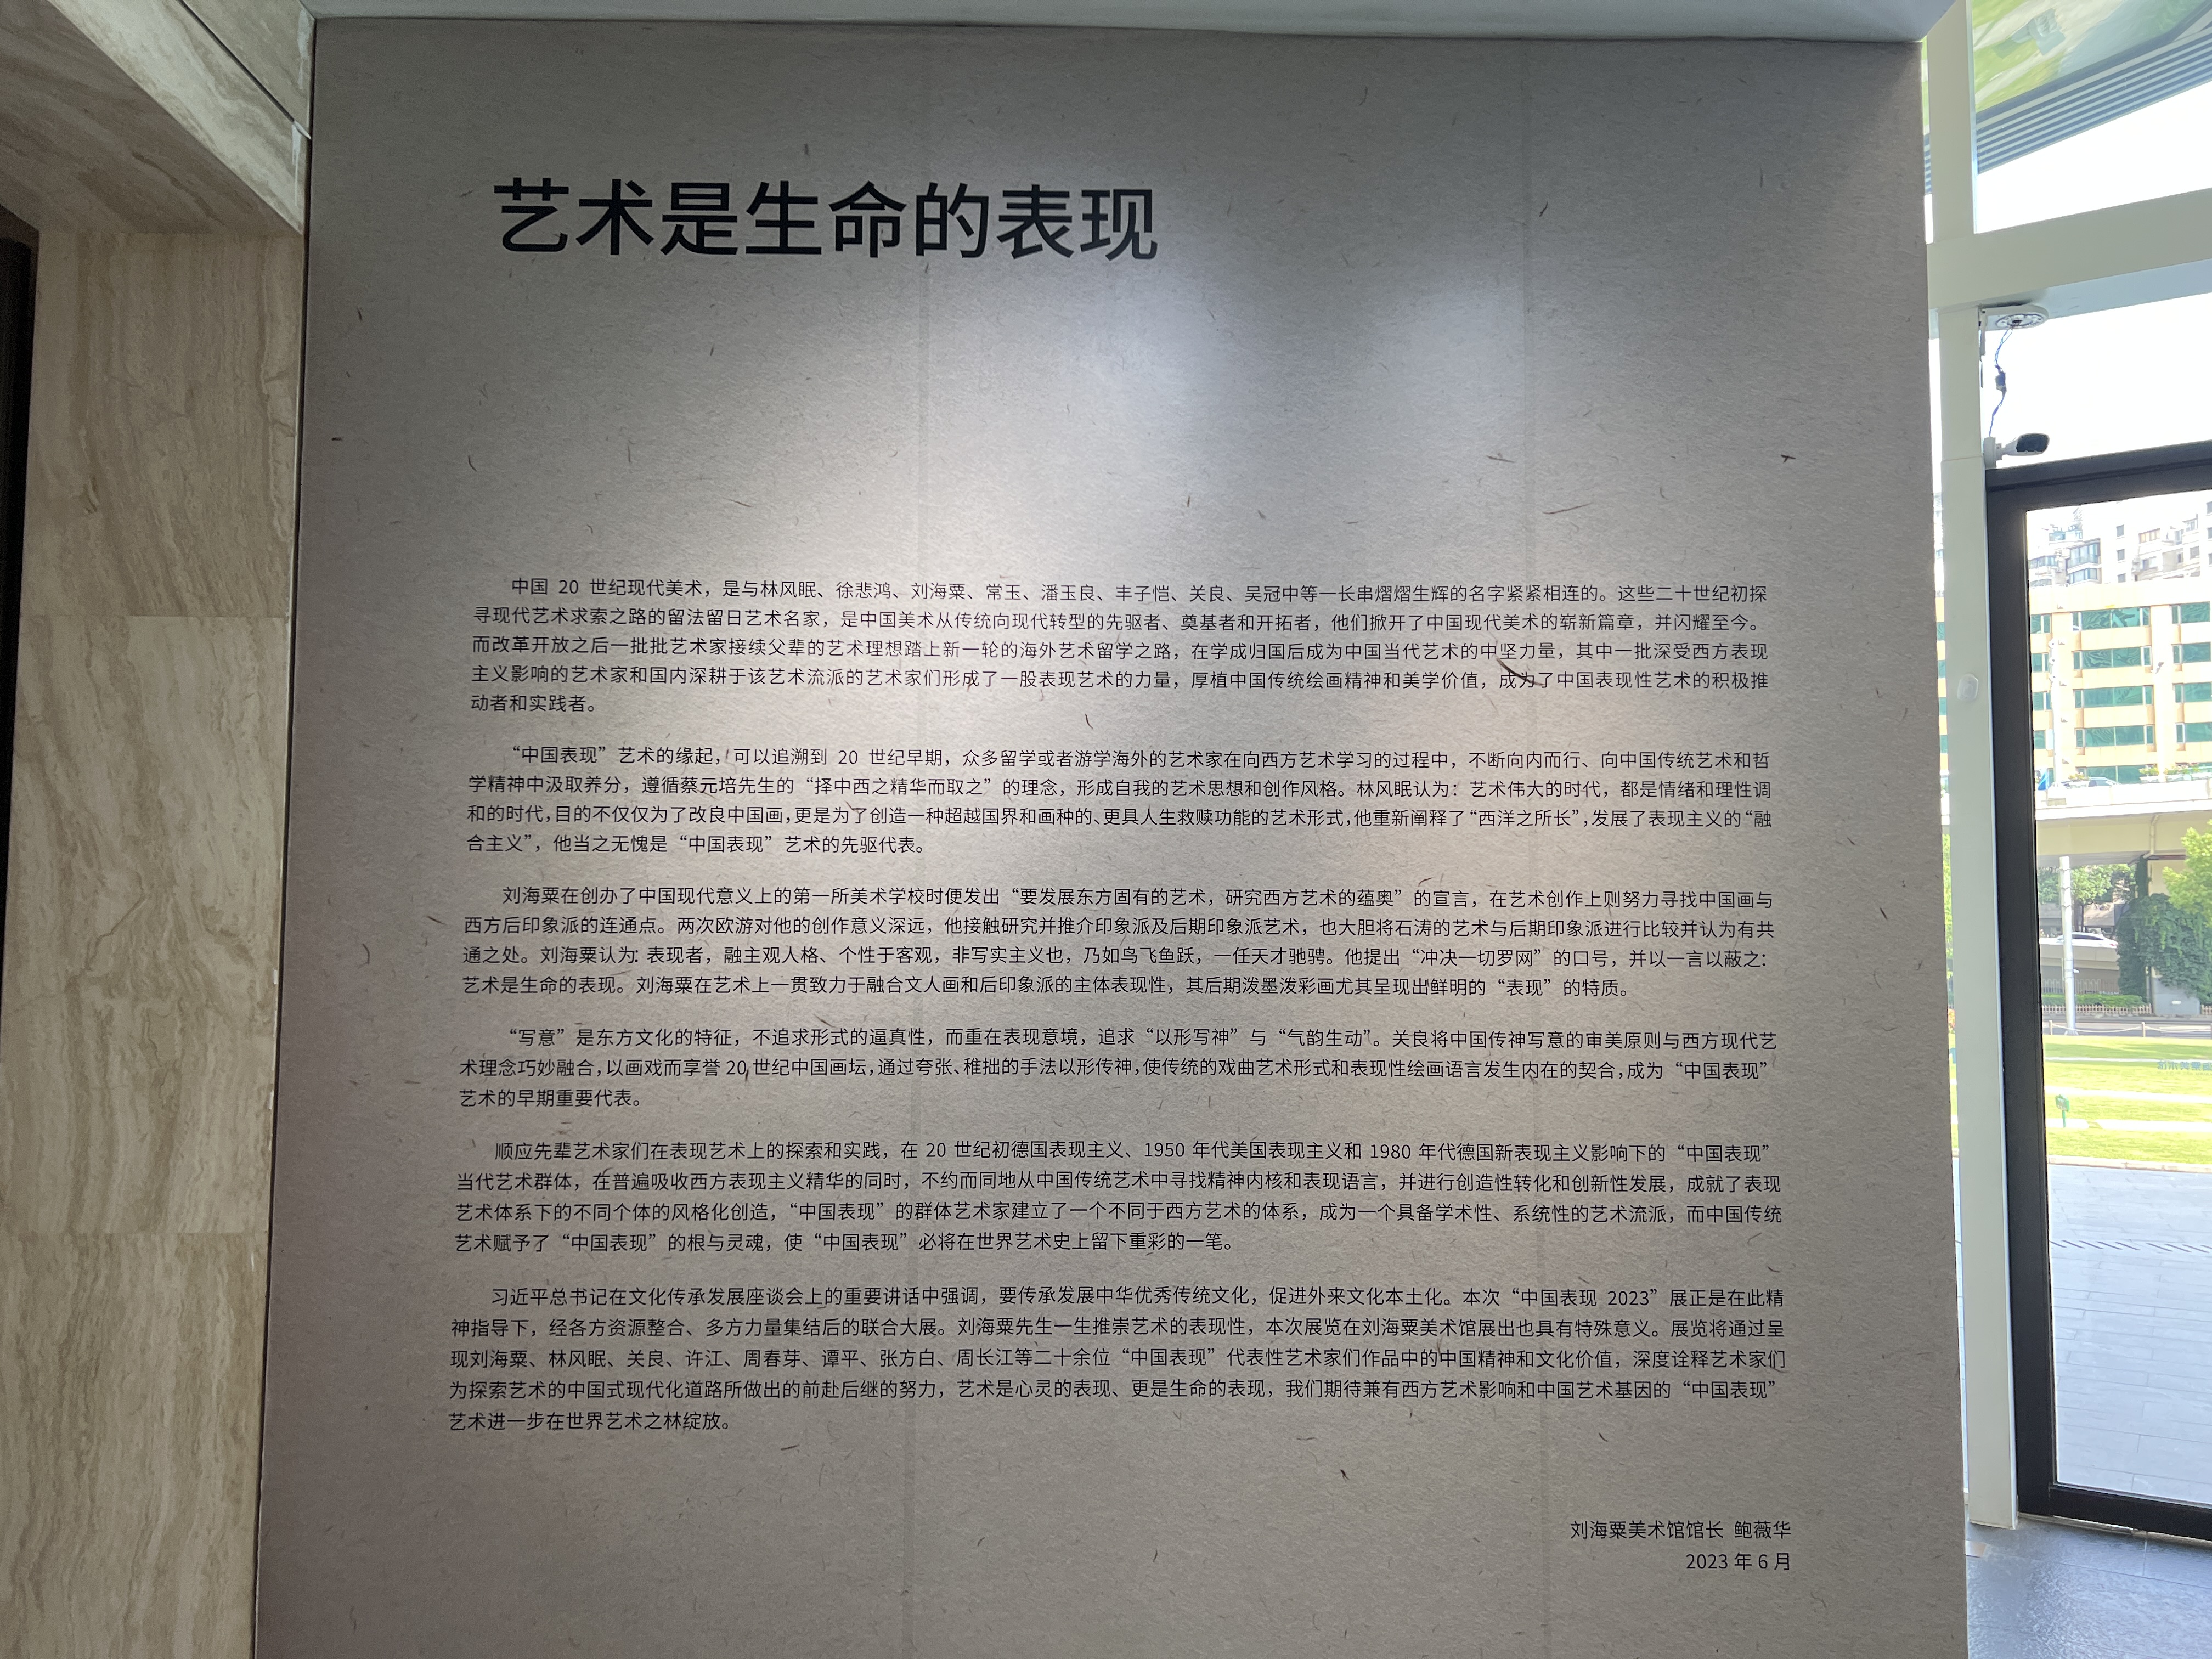 艺术是生命的表现
中国 20 世纪现代美术，是与林风眠、徐悲鸿、刘海粟、常玉、潘玉良、丰子恺、关良、吴冠中等一长串熠熠生辉的名字紧紧相连的。这些二十世纪初探
寻现代艺术求索之路的留法留日艺术名家，是中国美术从传统向现代转型的先驱者、奠基者和开拓者，他们掀开了中国现代美术的崭新篇章，并闪耀至今。
而改革开放之后一批批艺术家接续父辈的艺术理想踏上新一轮的海外艺术留学之路，在学成归国后成为中国当代艺术的中坚力量，其中一批深受西方表现
主义影响的艺术家和国内深耕于该艺术流派的艺术家们形成了一股表现艺术的力量，厚植中国传统绘画精神和美学价值，成为了中国表现性艺术的积极推
动者和实践者。
“中国表现”艺术的缘起，可以追溯到 20 世纪早期，众多留学或者游学海外的艺术家在向西方艺术学习的过程中，不断向内而行、向中国传统艺术和哲
学精神中汲取养分，遵循蔡元培先生的“择中西之精华而取之”的理念，形成自我的艺术思想和创作风格。林风眠认为：艺术伟大的时代，都是情绪和理性调
和的时代，目的不仅仅为了改良中国画，更是为了创造一种超越国界和画种的、更具人生救赎功能的艺术形式，他重新阐释了“西洋之所长”，发展了表现主义的“融
合主义”，他当之无愧是“中国表现”艺术的先驱代表。
刘海粟在创办了中国现代意义上的第一所美术学校时便发出“要发展东方固有的艺术，研究西方艺术的蕴奥”的宣言，在艺术创作上则努力寻找中国画与
西方后印象派的连通点。两次欧游对他的创作意义深远，他接触研究并推介印象派及后期印象派艺术，也大胆将石涛的艺术与后期印象派进行比较并认为有共
通之处。刘海粟认为：表现者，融主观人格、个性于客观，非写实主义也，乃如鸟飞鱼跃，一任天才驰骋。他提出“冲决一切罗网”的口号，并以一言以蔽之：
艺术是生命的表现。刘海粟在艺术上一贯致力于融合文人画和后印象派的主体表现性，其后期泼墨泼彩画尤其呈现出鲜明的“表现”的特质。
“写意”是东方文化的特征，不追求形式的逼真性，而重在表现意境，追求“以形写神”与“气韵生动”。关良将中国传神写意的审美原则与西方现代艺
术理念巧妙融合，以画戏而享誉 20 世纪中国画坛，通过夸张、稚拙的手法以形传神，使传统的戏曲艺术形式和表现性绘画语言发生内在的契合，成为“中国表现”
艺术的早期重要代表。
顺应先辈艺术家们在表现艺术上的探索和实践，在 20 世纪初德国表现主义、1950 年代美国表现主义和 1980 年代德国新表现主义影响下的“中国表现”
当代艺术群体，在普遍吸收西方表现主义精华的同时，不约而同地从中国传统艺术中寻找精神内核和表现语言，并进行创造性转化和创新性发展，成就了表现
艺术体系下的不同个体的风格化创造，“中国表现”的群体艺术家建立了一个不同于西方艺术的体系，成为一个具备学术性、系统性的艺术流派，而中国传统
艺术赋予了“中国表现”的根与灵魂，使“中国表现”必将在世界艺术史上留下重彩的一笔。
习近平总书记在文化传承发展座谈会上的重要讲话中强调，要传承发展中华优秀传统文化，促进外来文化本土化。本次“中国表现 2023”展正是在此精
神指导下，经各方资源整合、多方力量集结后的联合大展。刘海粟先生一生推崇艺术的表现性，本次展览在刘海粟美术馆展出也具有特殊意义。展览将通过呈
现刘海粟、林风眠、关良、许江、周春芽、谭平、张方白、周长江等二十余位“中国表现”代表性艺术家们作品中的中国精神和文化价值，深度诠释艺术家们
为探索艺术的中国式现代化道路所做出的前赴后继的努力，艺术是心灵的表现、更是生命的表现，我们期待兼有西方艺术影响和中国艺术基因的“中国表现”
艺术进一步在世界艺术之林绽放。
刘海粟美术馆馆长 鲍薇华
2023 年 6 月